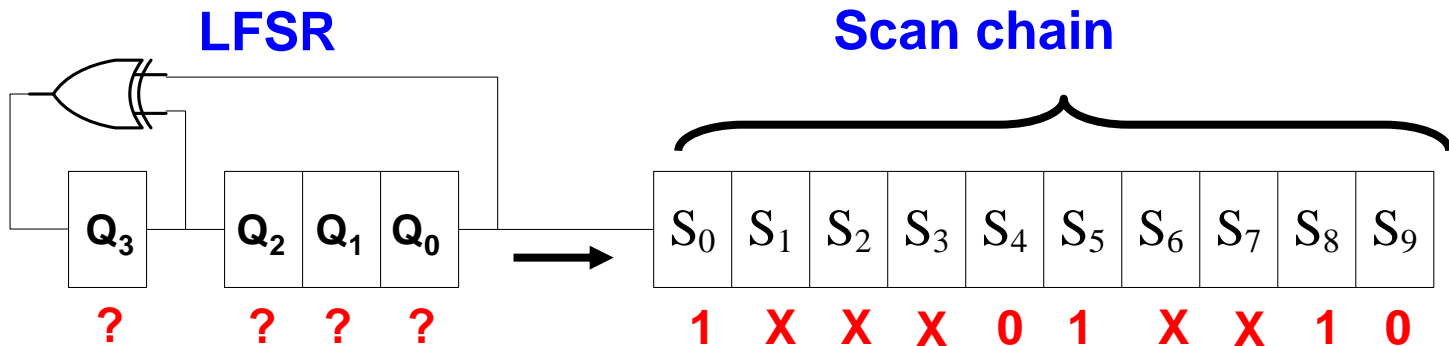 LFSR Scan chain
Q₃ Q₂ Q₁ Q₀ S₀ S₁ S₂ S₃ S₄ S₅ S₆ S₇ S₈ S₉
? ? ? ? 1 X X X 0 1 X X 1 0